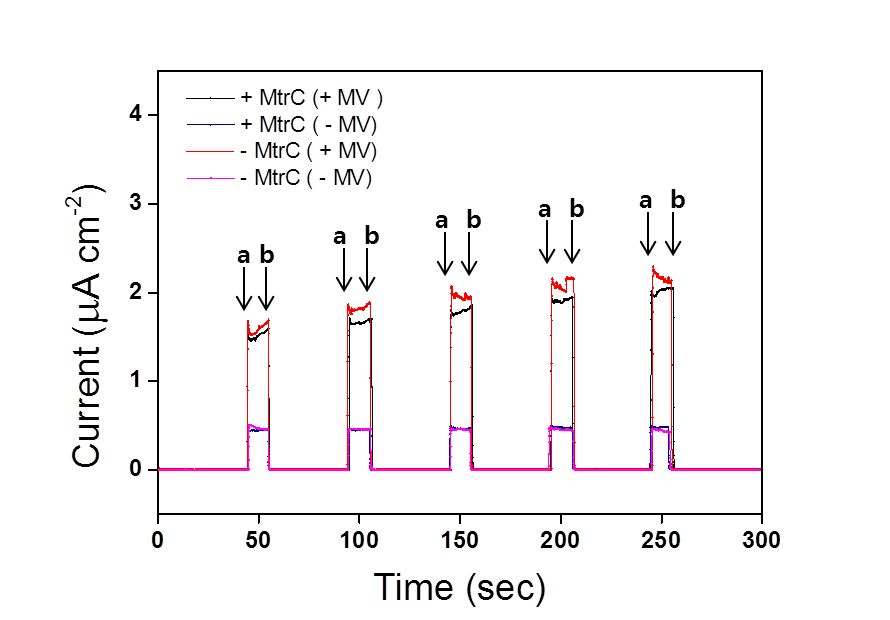 + MtrC (+ MV )
+ MtrC ( - MV)
- MtrC ( + MV)
- MtrC ( - MV)
a b
a b
a b
a b
a b
4
3
2
1
0
Current (μA cm-2)
0 50 100 150 200 250 300
Time (sec)